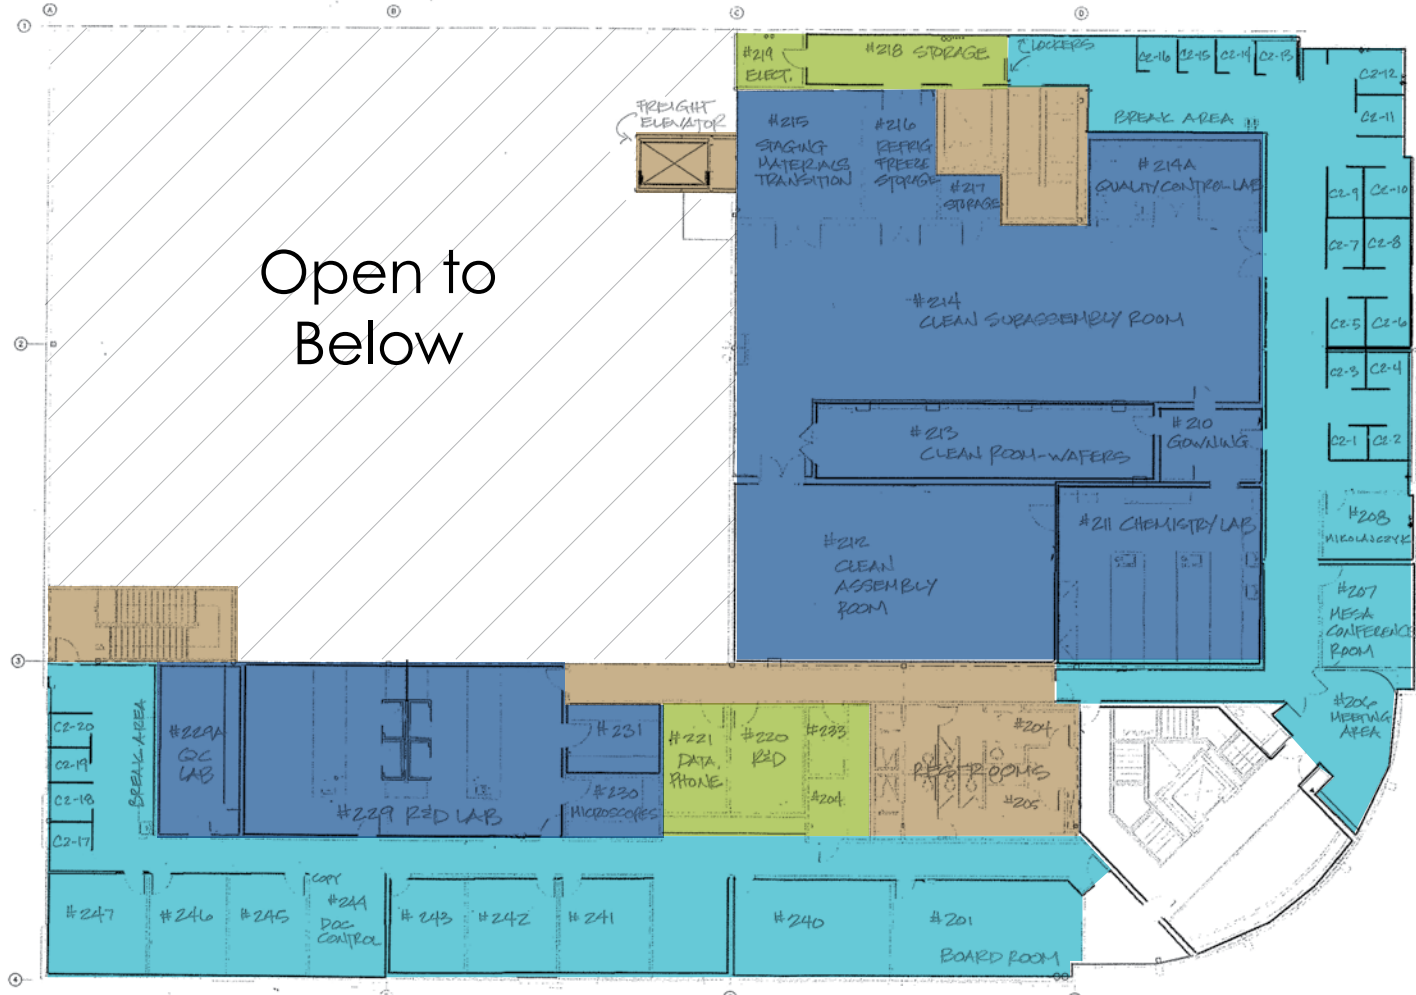 A
B
C
D
1
#219
ELECT.
#218 STORAGE
LOCKERS
C2-16
C2-15
C2-14
C2-13
C2-12
C2-11
BREAK AREA
FREIGHT
ELEVATOR
#215
STAGING
MATERIALS
TRANSITION
#216
REFRIG
FREEZE
STORAGE
#217
STORAGE
#214A
QUALITY CONTROL LAB
C2-9
C2-10
C2-7
C2-8
Open to
Below
#214
CLEAN SUBASSEMBLY ROOM
C2-5
C2-6
2
C2-3
C2-4
#213
CLEAN ROOM-WAFERS
#210
GOWNING
C2-1
C2-2
#212
CLEAN
ASSEMBLY
ROOM
#211 CHEMISTRY LAB
#208
MIKOLAJCZYK
#207
MESA
CONFERENCE
ROOM
3
#206
MEETING
AREA
C2-20
C2-19
C2-18
C2-17
BREAK AREA
#229A
QC
LAB
#229 R&D LAB
#231
#230
MICROSCOPES
#221
DATA,
PHONE
#220
R&D
#233
#204
#204
RESTROOMS
#205
#247
#246
#245
COPY
#244
DOC
CONTROL
#243
#242
#241
#240
#201
BOARD ROOM
4